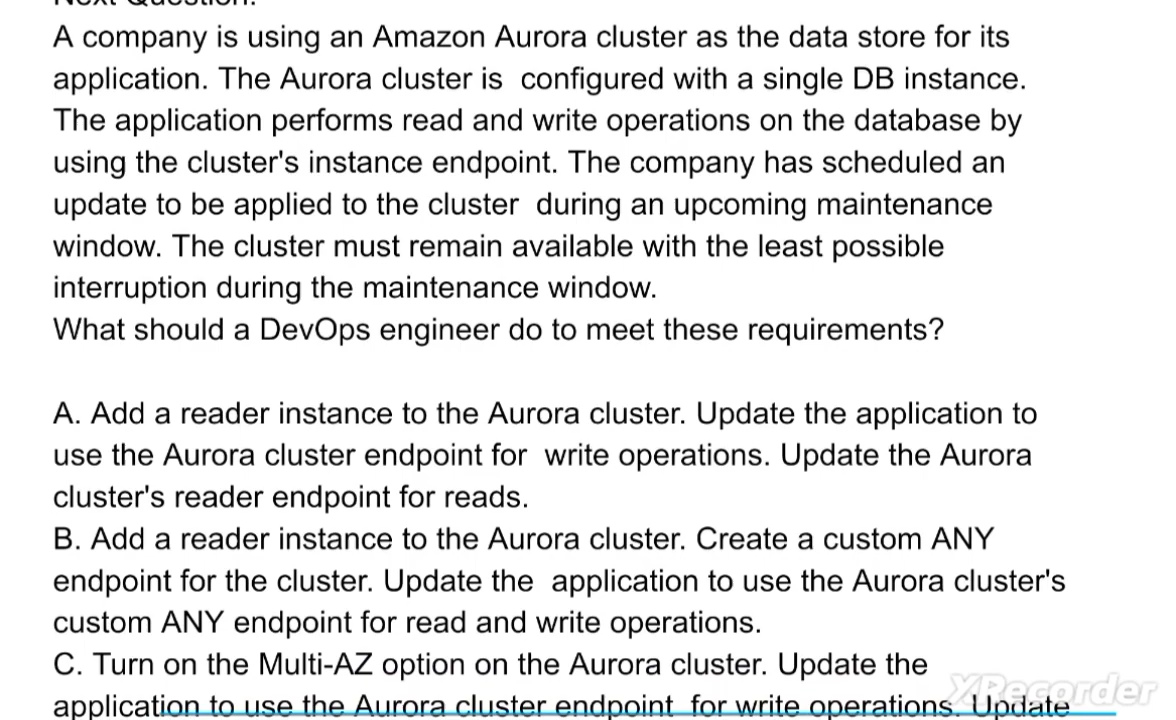 Next Question:
A company is using an Amazon Aurora cluster as the data store for its
application. The Aurora cluster is configured with a single DB instance.
The application performs read and write operations on the database by
using the cluster's instance endpoint. The company has scheduled an
update to be applied to the cluster during an upcoming maintenance
window. The cluster must remain available with the least possible
interruption during the maintenance window.
What should a DevOps engineer do to meet these requirements?
A. Add a reader instance to the Aurora cluster. Update the application to
use the Aurora cluster endpoint for write operations. Update the Aurora
cluster's reader endpoint for reads.
B. Add a reader instance to the Aurora cluster. Create a custom ANY
endpoint for the cluster. Update the application to use the Aurora cluster's
custom ANY endpoint for read and write operations.
C. Turn on the Multi-AZ option on the Aurora cluster. Update the
application to use the Aurora cluster endpoint for write operations. Update
XRecorder